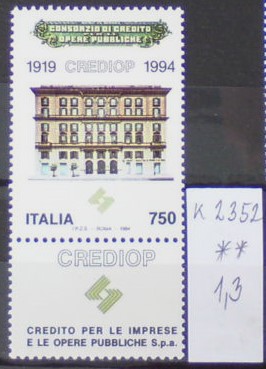 CONSORZIO DI CREDITO
OPERE PUBBLICHE
1919 CREDIOP 1994
ITALIA 750
I.P.Z.S. - ROMA - 1994
CREDIOP
CREDITO PER LE IMPRESE
E LE OPERE PUBBLICHE S.p.a.
K 2352
**
1,3